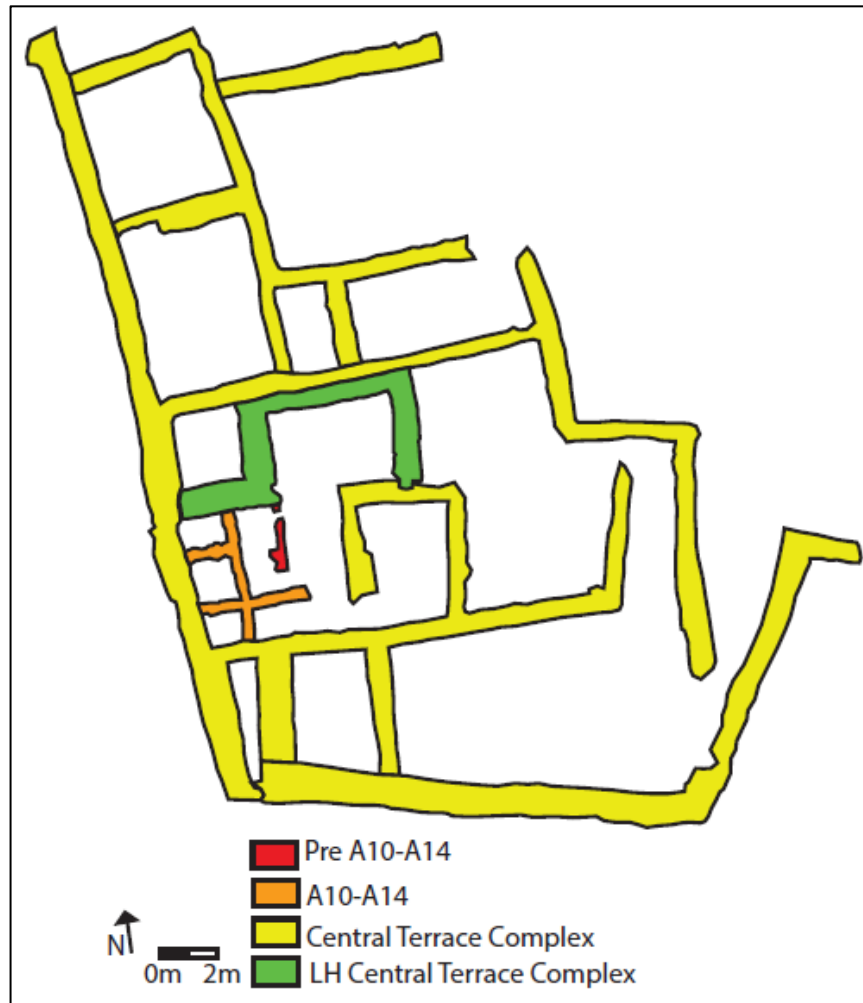 Pre A10-A14
A10-A14
Central Terrace Complex
LH Central Terrace Complex
N
0m 2m